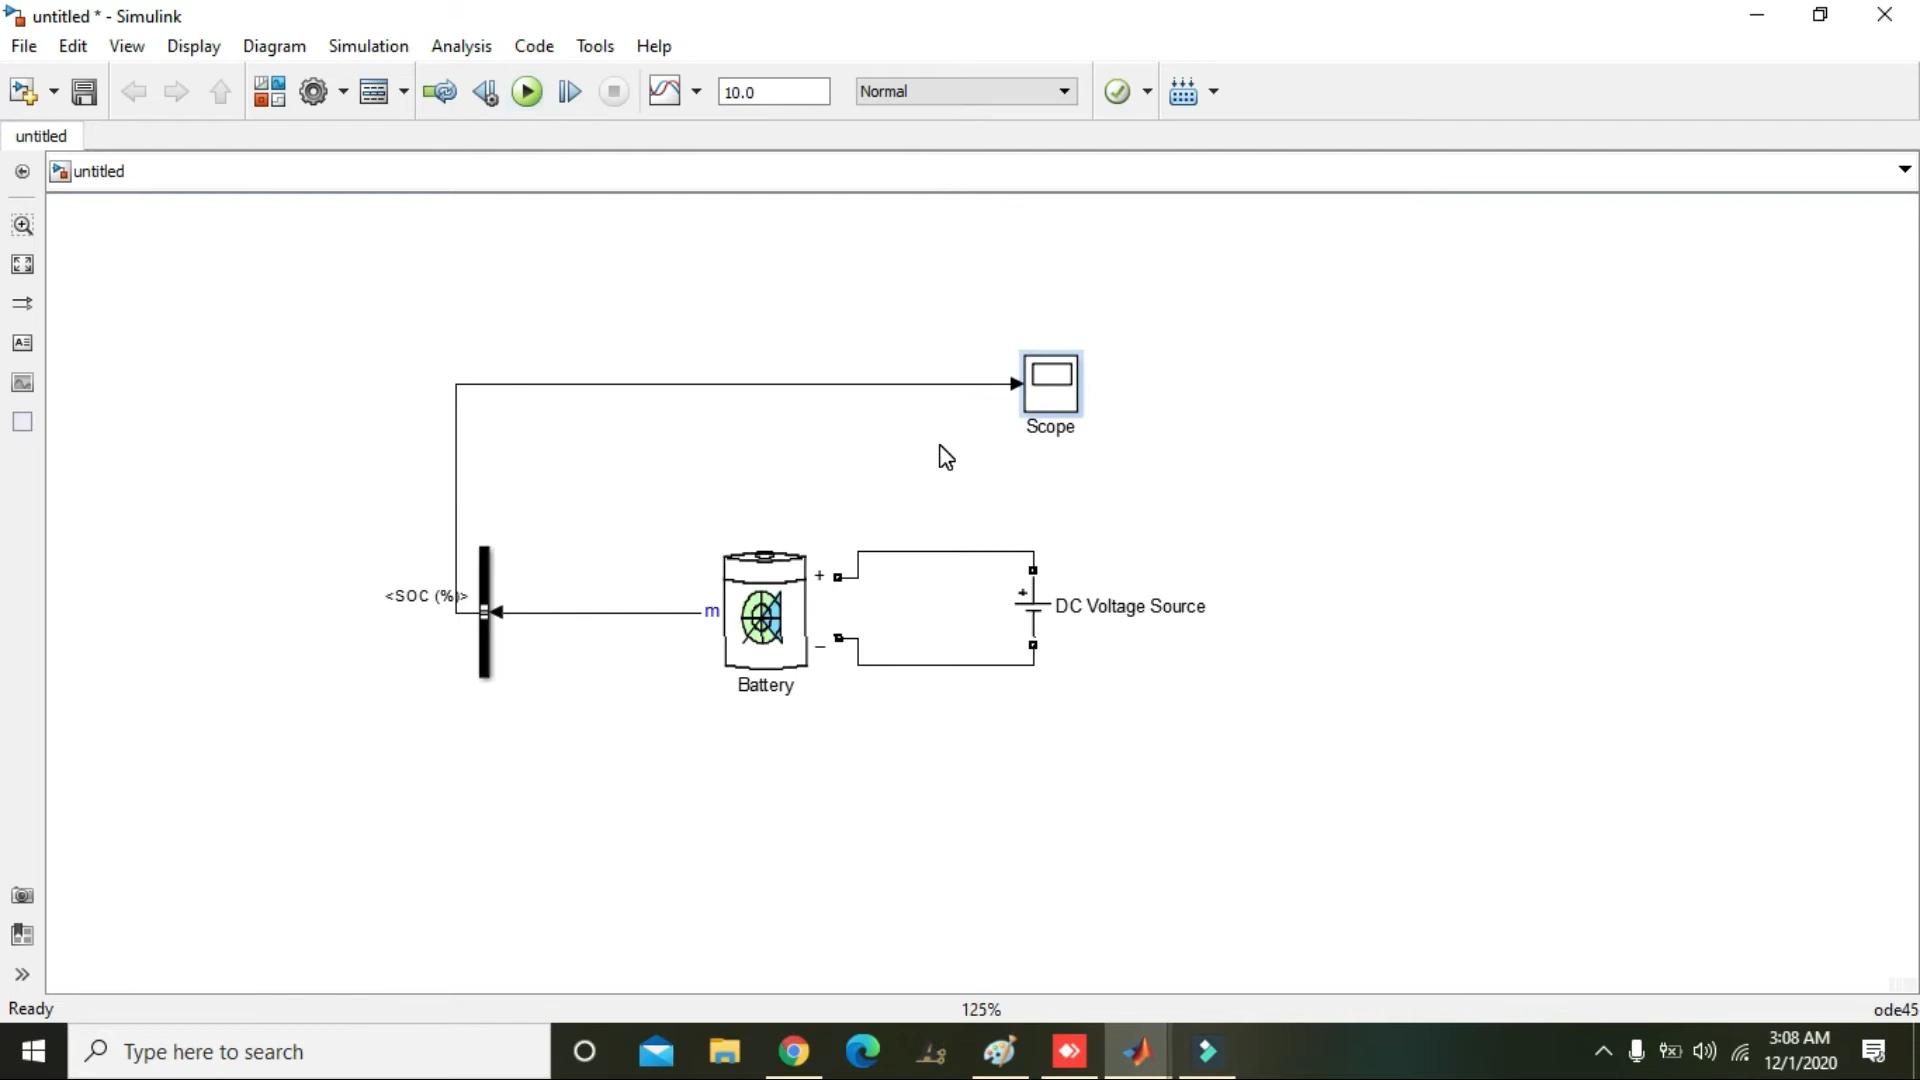 untitled * - Simulink
File Edit View Display Diagram Simulation Analysis Code Tools Help
10.0 Normal
untitled
untitled
Scope
<SOC (%)>
m
+
–
+
DC Voltage Source
Battery
Ready 125% ode45
Type here to search
3:08 AM
12/1/2020